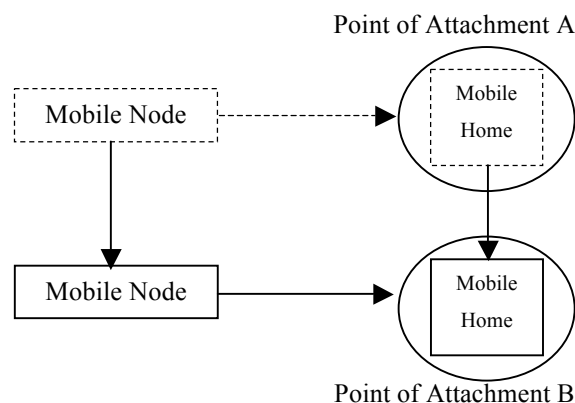 Point of Attachment A
Mobile Node
Mobile
Home
Mobile Node
Mobile
Home
Point of Attachment B